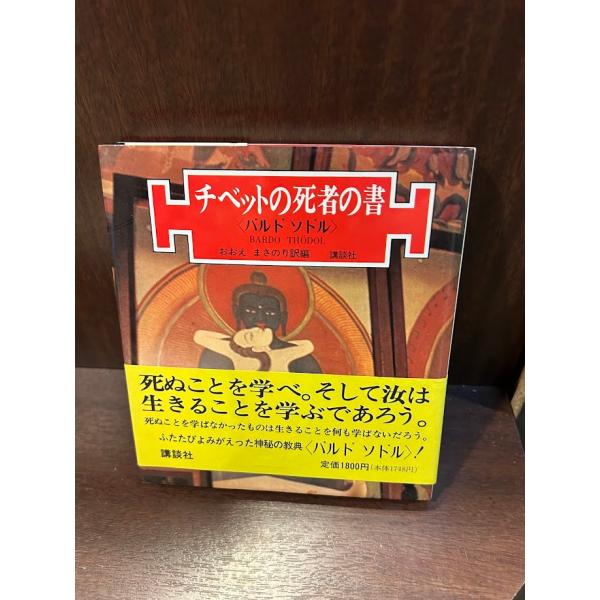 チベットの死者の書
〈バルド ソドル〉
BARDO THÖDOL
おおえ まさのり訳編 講談社
死ぬことを学べ。そして汝は
生きることを学ぶであろう。
死ぬことを学ばなかったものは生きることを何も学ばないだろう。
ふたたびよみがえった神秘の教典〈バルド ソドル〉!
講談社 定価1800円(本体1748円)